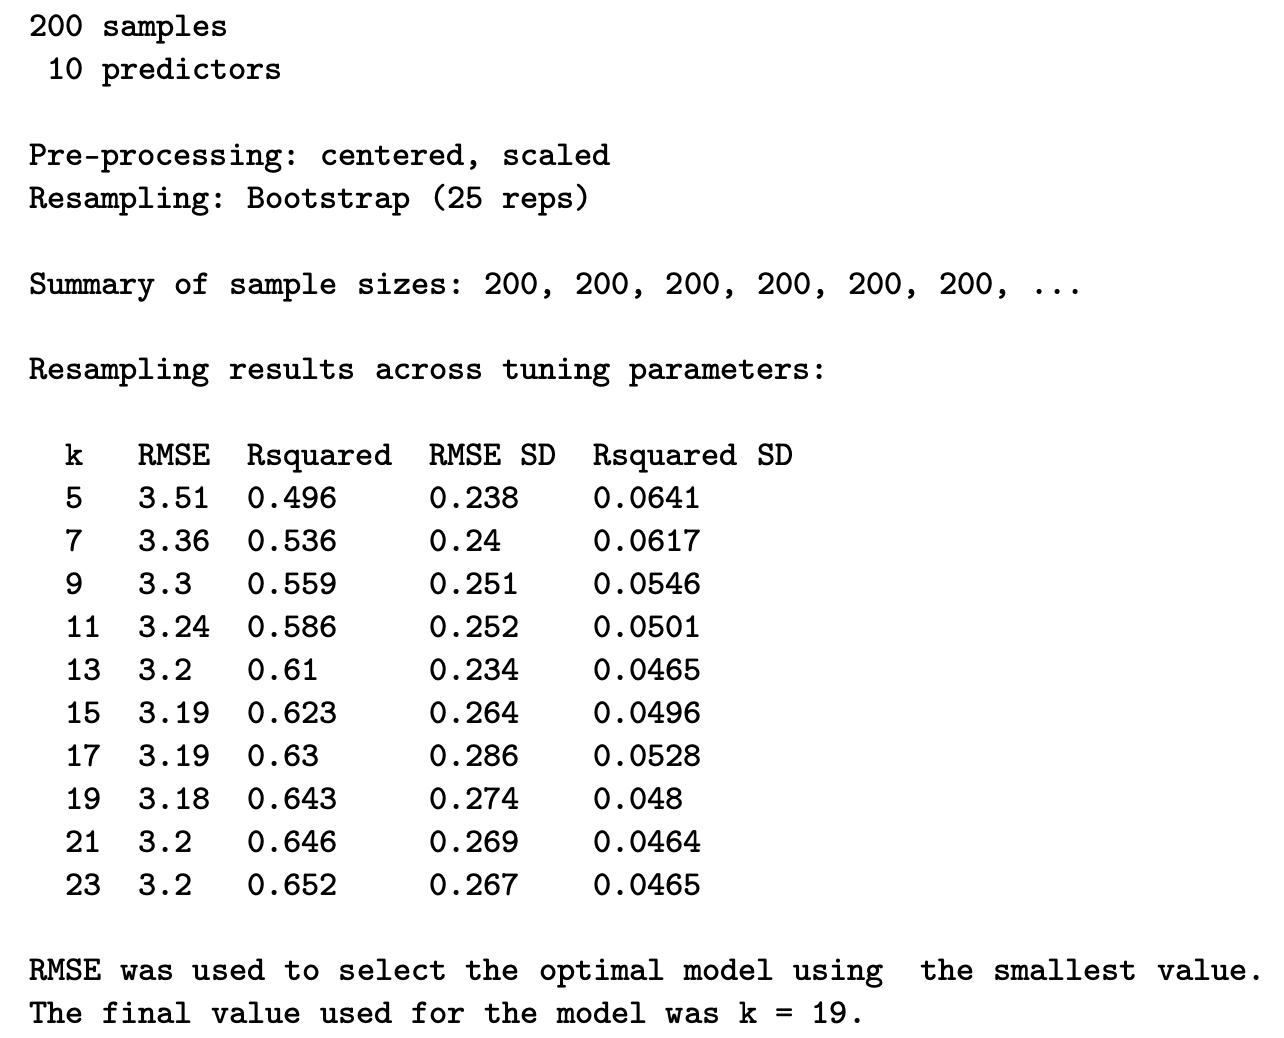 200 samples
10 predictors
Pre-processing: centered, scaled
Resampling: Bootstrap (25 reps)
Summary of sample sizes: 200, 200, 200, 200, 200, 200, ...
Resampling results across tuning parameters:
k RMSE Rsquared RMSE SD Rsquared SD
5 3.51 0.496 0.238 0.0641
7 3.36 0.536 0.24 0.0617
9 3.3 0.559 0.251 0.0546
11 3.24 0.586 0.252 0.0501
13 3.2 0.61 0.234 0.0465
15 3.19 0.623 0.264 0.0496
17 3.19 0.63 0.286 0.0528
19 3.18 0.643 0.274 0.048
21 3.2 0.646 0.269 0.0464
23 3.2 0.652 0.267 0.0465
RMSE was used to select the optimal model using  the smallest value.
The final value used for the model was k = 19.